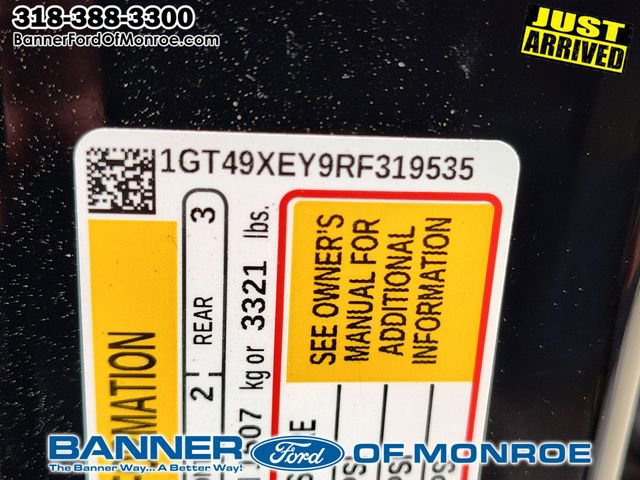 318-388-3300
BannerFordOfMonroe.com
JUST
ARRIVED
1GT49XEY9RF319535
2 REAR 3
kg or 3321 lbs.
SEE OWNER'S
MANUAL FOR
ADDITIONAL
INFORMATION
BANNER Ford OF MONROE
The Banner Way... A Better Way!